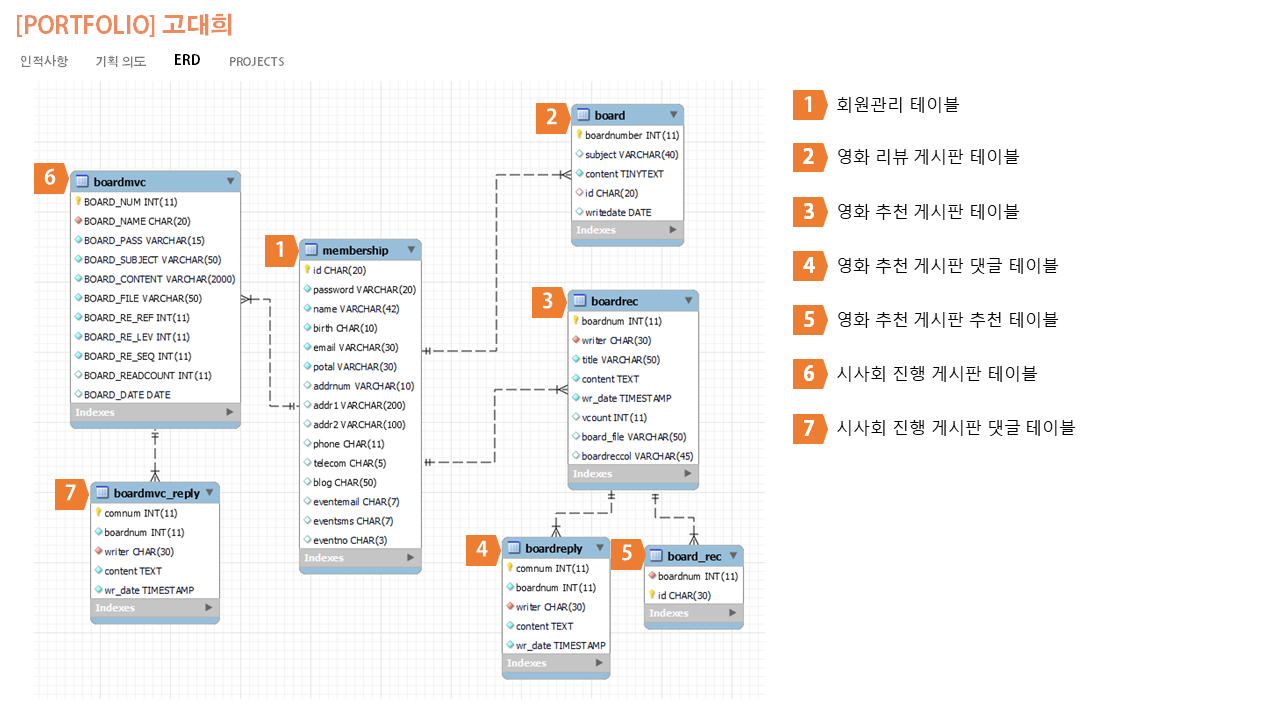 [PORTFOLIO] 고대희
인적사항 기획 의도 ERD PROJECTS
1 회원관리 테이블
2 영화 리뷰 게시판 테이블
3 영화 추천 게시판 테이블
4 영화 추천 게시판 댓글 테이블
5 영화 추천 게시판 추천 테이블
6 시사회 진행 게시판 테이블
7 시사회 진행 게시판 댓글 테이블
6 boardmvc
BOARD_NUM INT(11)
BOARD_NAME CHAR(20)
BOARD_PASS VARCHAR(15)
BOARD_SUBJECT VARCHAR(50)
BOARD_CONTENT VARCHAR(2000)
BOARD_FILE VARCHAR(50)
BOARD_RE_REF INT(11)
BOARD_RE_LEV INT(11)
BOARD_RE_SEQ INT(11)
BOARD_READCOUNT INT(11)
BOARD_DATE DATE
Indexes
7 boardmvc_reply
comnum INT(11)
boardnum INT(11)
writer CHAR(30)
content TEXT
wr_date TIMESTAMP
Indexes
1 membership
id CHAR(20)
password VARCHAR(20)
name VARCHAR(42)
birth CHAR(10)
email VARCHAR(30)
potal VARCHAR(30)
addrnum VARCHAR(10)
addr1 VARCHAR(200)
addr2 VARCHAR(100)
phone CHAR(11)
telecom CHAR(5)
blog CHAR(50)
eventemail CHAR(7)
eventsms CHAR(7)
eventno CHAR(3)
Indexes
2 board
boardnumber INT(11)
subject VARCHAR(40)
content TINYTEXT
id CHAR(20)
writedate DATE
Indexes
3 boardrec
boardnum INT(11)
writer CHAR(30)
title VARCHAR(50)
content TEXT
wr_date TIMESTAMP
vcount INT(11)
board_file VARCHAR(50)
boardreccol VARCHAR(45)
Indexes
4 boardreply
comnum INT(11)
boardnum INT(11)
writer CHAR(30)
content TEXT
wr_date TIMESTAMP
Indexes
5 board_rec
boardnum INT(11)
id CHAR(30)
Indexes